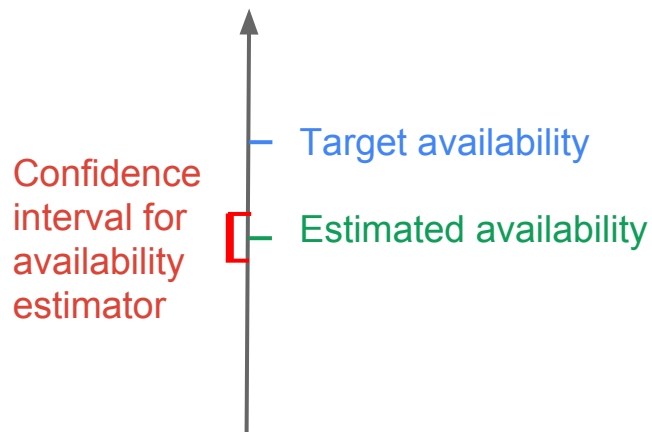 Target availability
Confidence
interval for
availability
estimator
Estimated availability